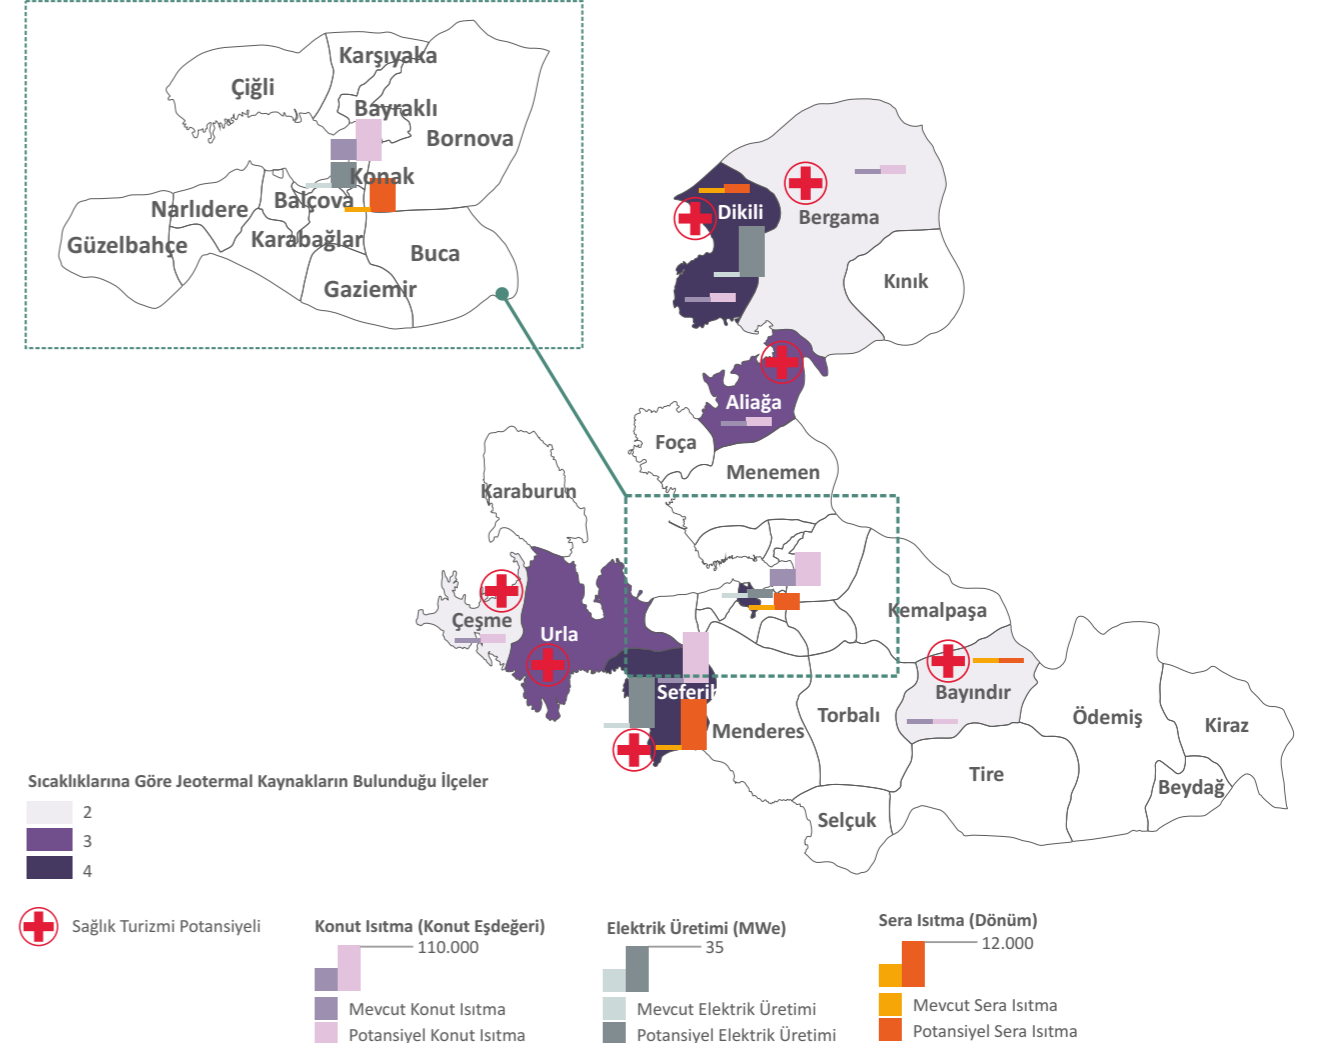 Karşıyaka
Çiğli
Bayraklı
Bornova
Konak
Balçova
Narlıdere
Karabağlar
Güzelbahçe
Buca
Gaziemir
Dikili
Bergama
Kınık
Aliağa
Foça
Menemen
Karaburun
Kemalpaşa
Çeşme
Urla
Bayındır
Seferih
Menderes
Torbalı
Ödemiş
Kiraz
Tire
Beydağ
Selçuk
Sıcaklıklarına Göre Jeotermal Kaynakların Bulunduğu İlçeler
2
3
4
Sağlık Turizmi Potansiyeli
Konut Isıtma (Konut Eşdeğeri)
110.000
Mevcut Konut Isıtma
Potansiyel Konut Isıtma
Elektrik Üretimi (MWe)
35
Mevcut Elektrik Üretimi
Potansiyel Elektrik Üretimi
Sera Isıtma (Dönüm)
12.000
Mevcut Sera Isıtma
Potansiyel Sera Isıtma